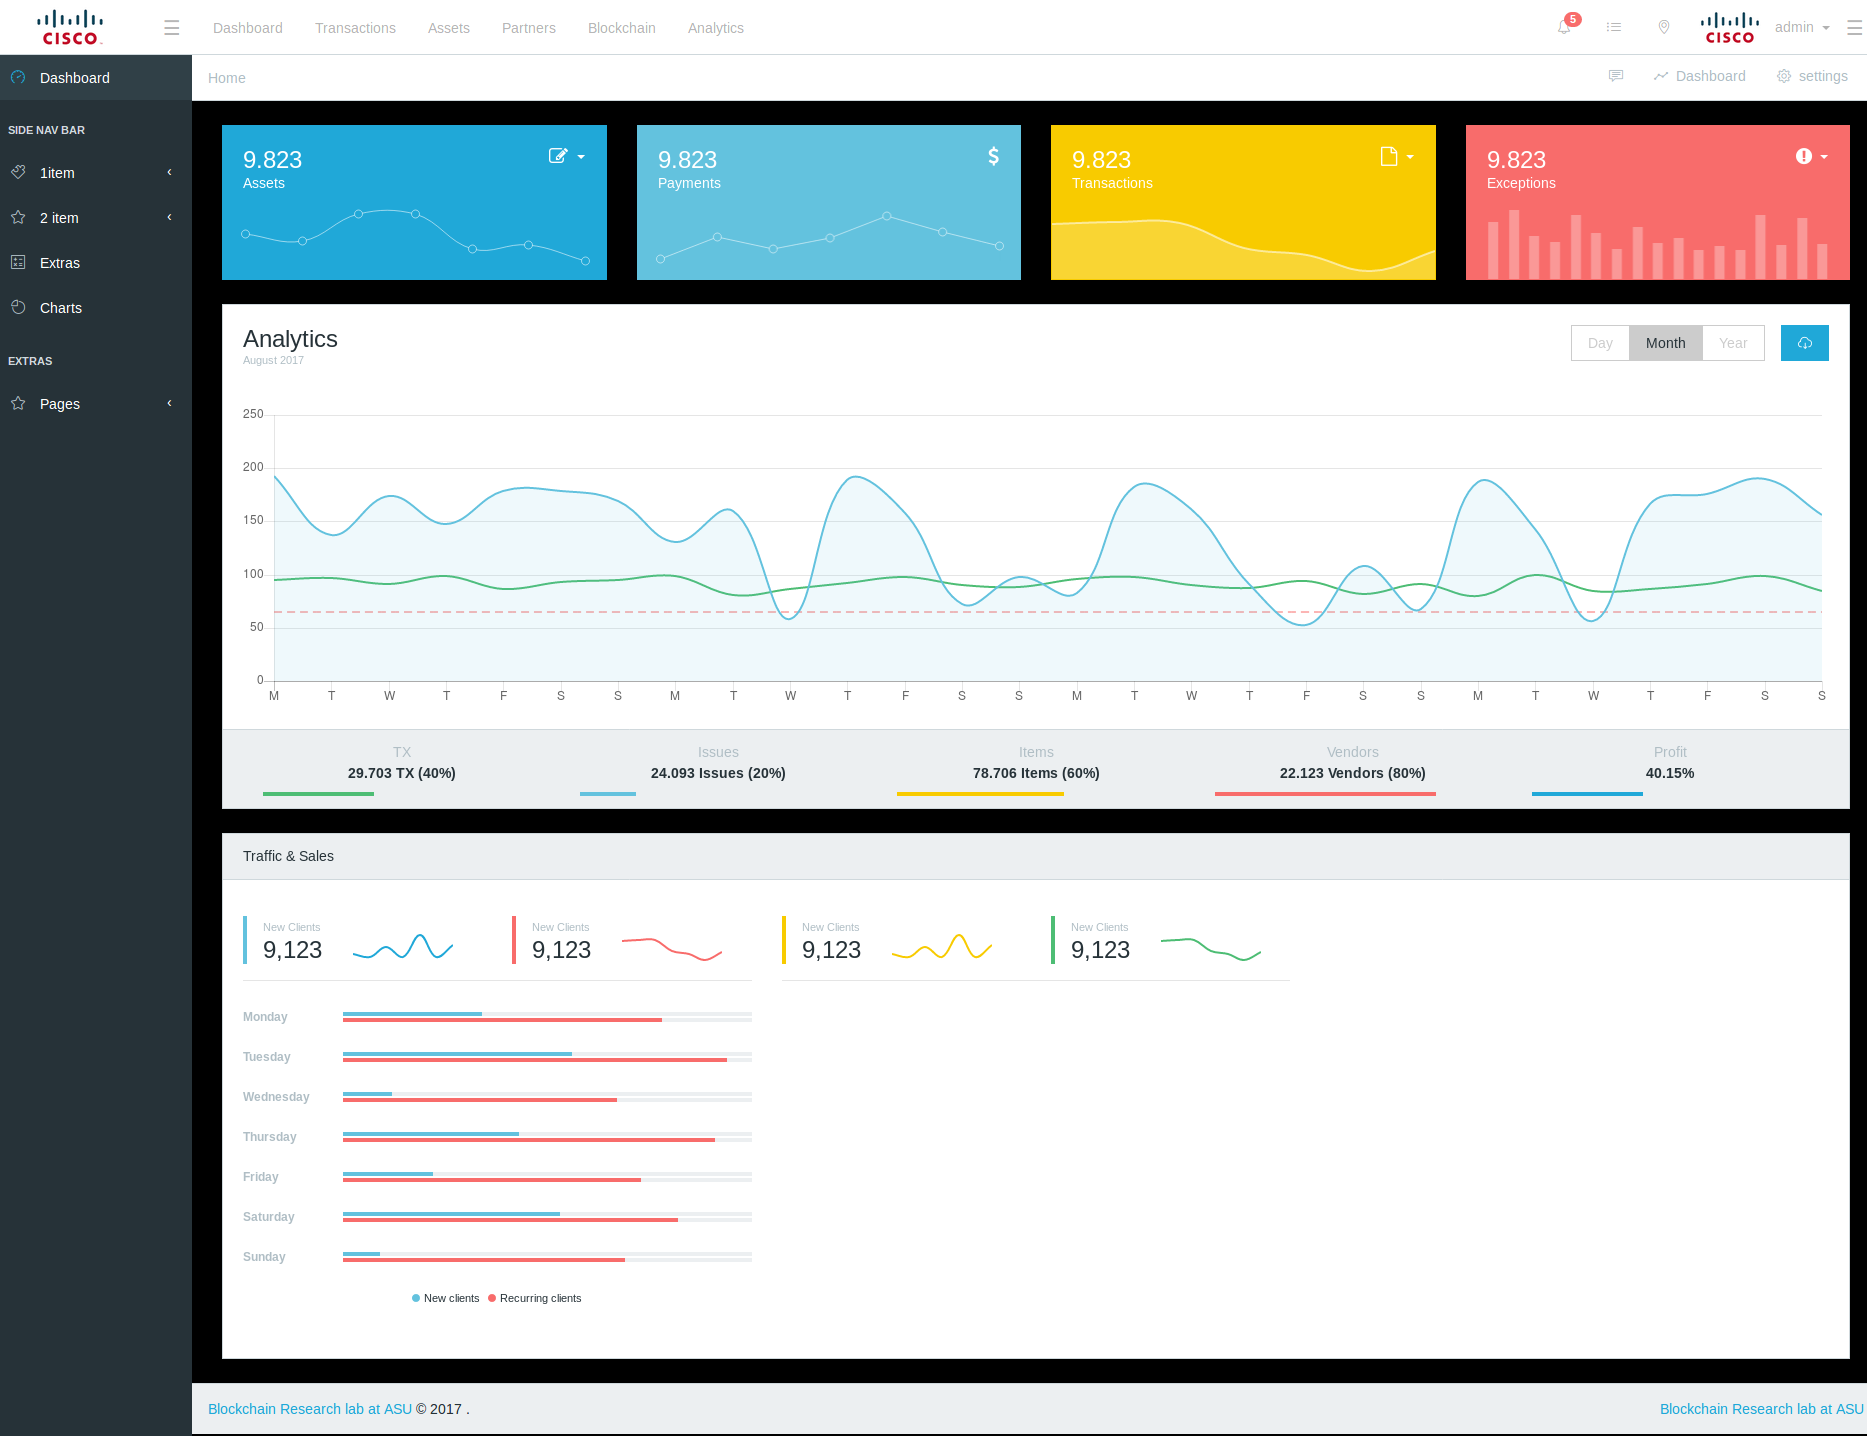 CISCO
Dashboard Transactions Assets Partners Blockchain Analytics
5
CISCO
admin
Dashboard
Home
Dashboard settings
SIDE NAV BAR
1item
2 item
Extras
Charts
EXTRAS
Pages
9.823
Assets
9.823
Payments
$
9.823
Transactions
9.823
Exceptions
Analytics
August 2017
Day Month Year
250
200
150
100
50
0
M T W T F S S M T W T F S S M T W T F S S M T W T F S S
TX
29.703 TX (40%)
Issues
24.093 Issues (20%)
Items
78.706 Items (60%)
Vendors
22.123 Vendors (80%)
Profit
40.15%
Traffic & Sales
New Clients
9,123
New Clients
9,123
New Clients
9,123
New Clients
9,123
Monday
Tuesday
Wednesday
Thursday
Friday
Saturday
Sunday
New clients Recurring clients
Blockchain Research lab at ASU © 2017 .
Blockchain Research lab at ASU